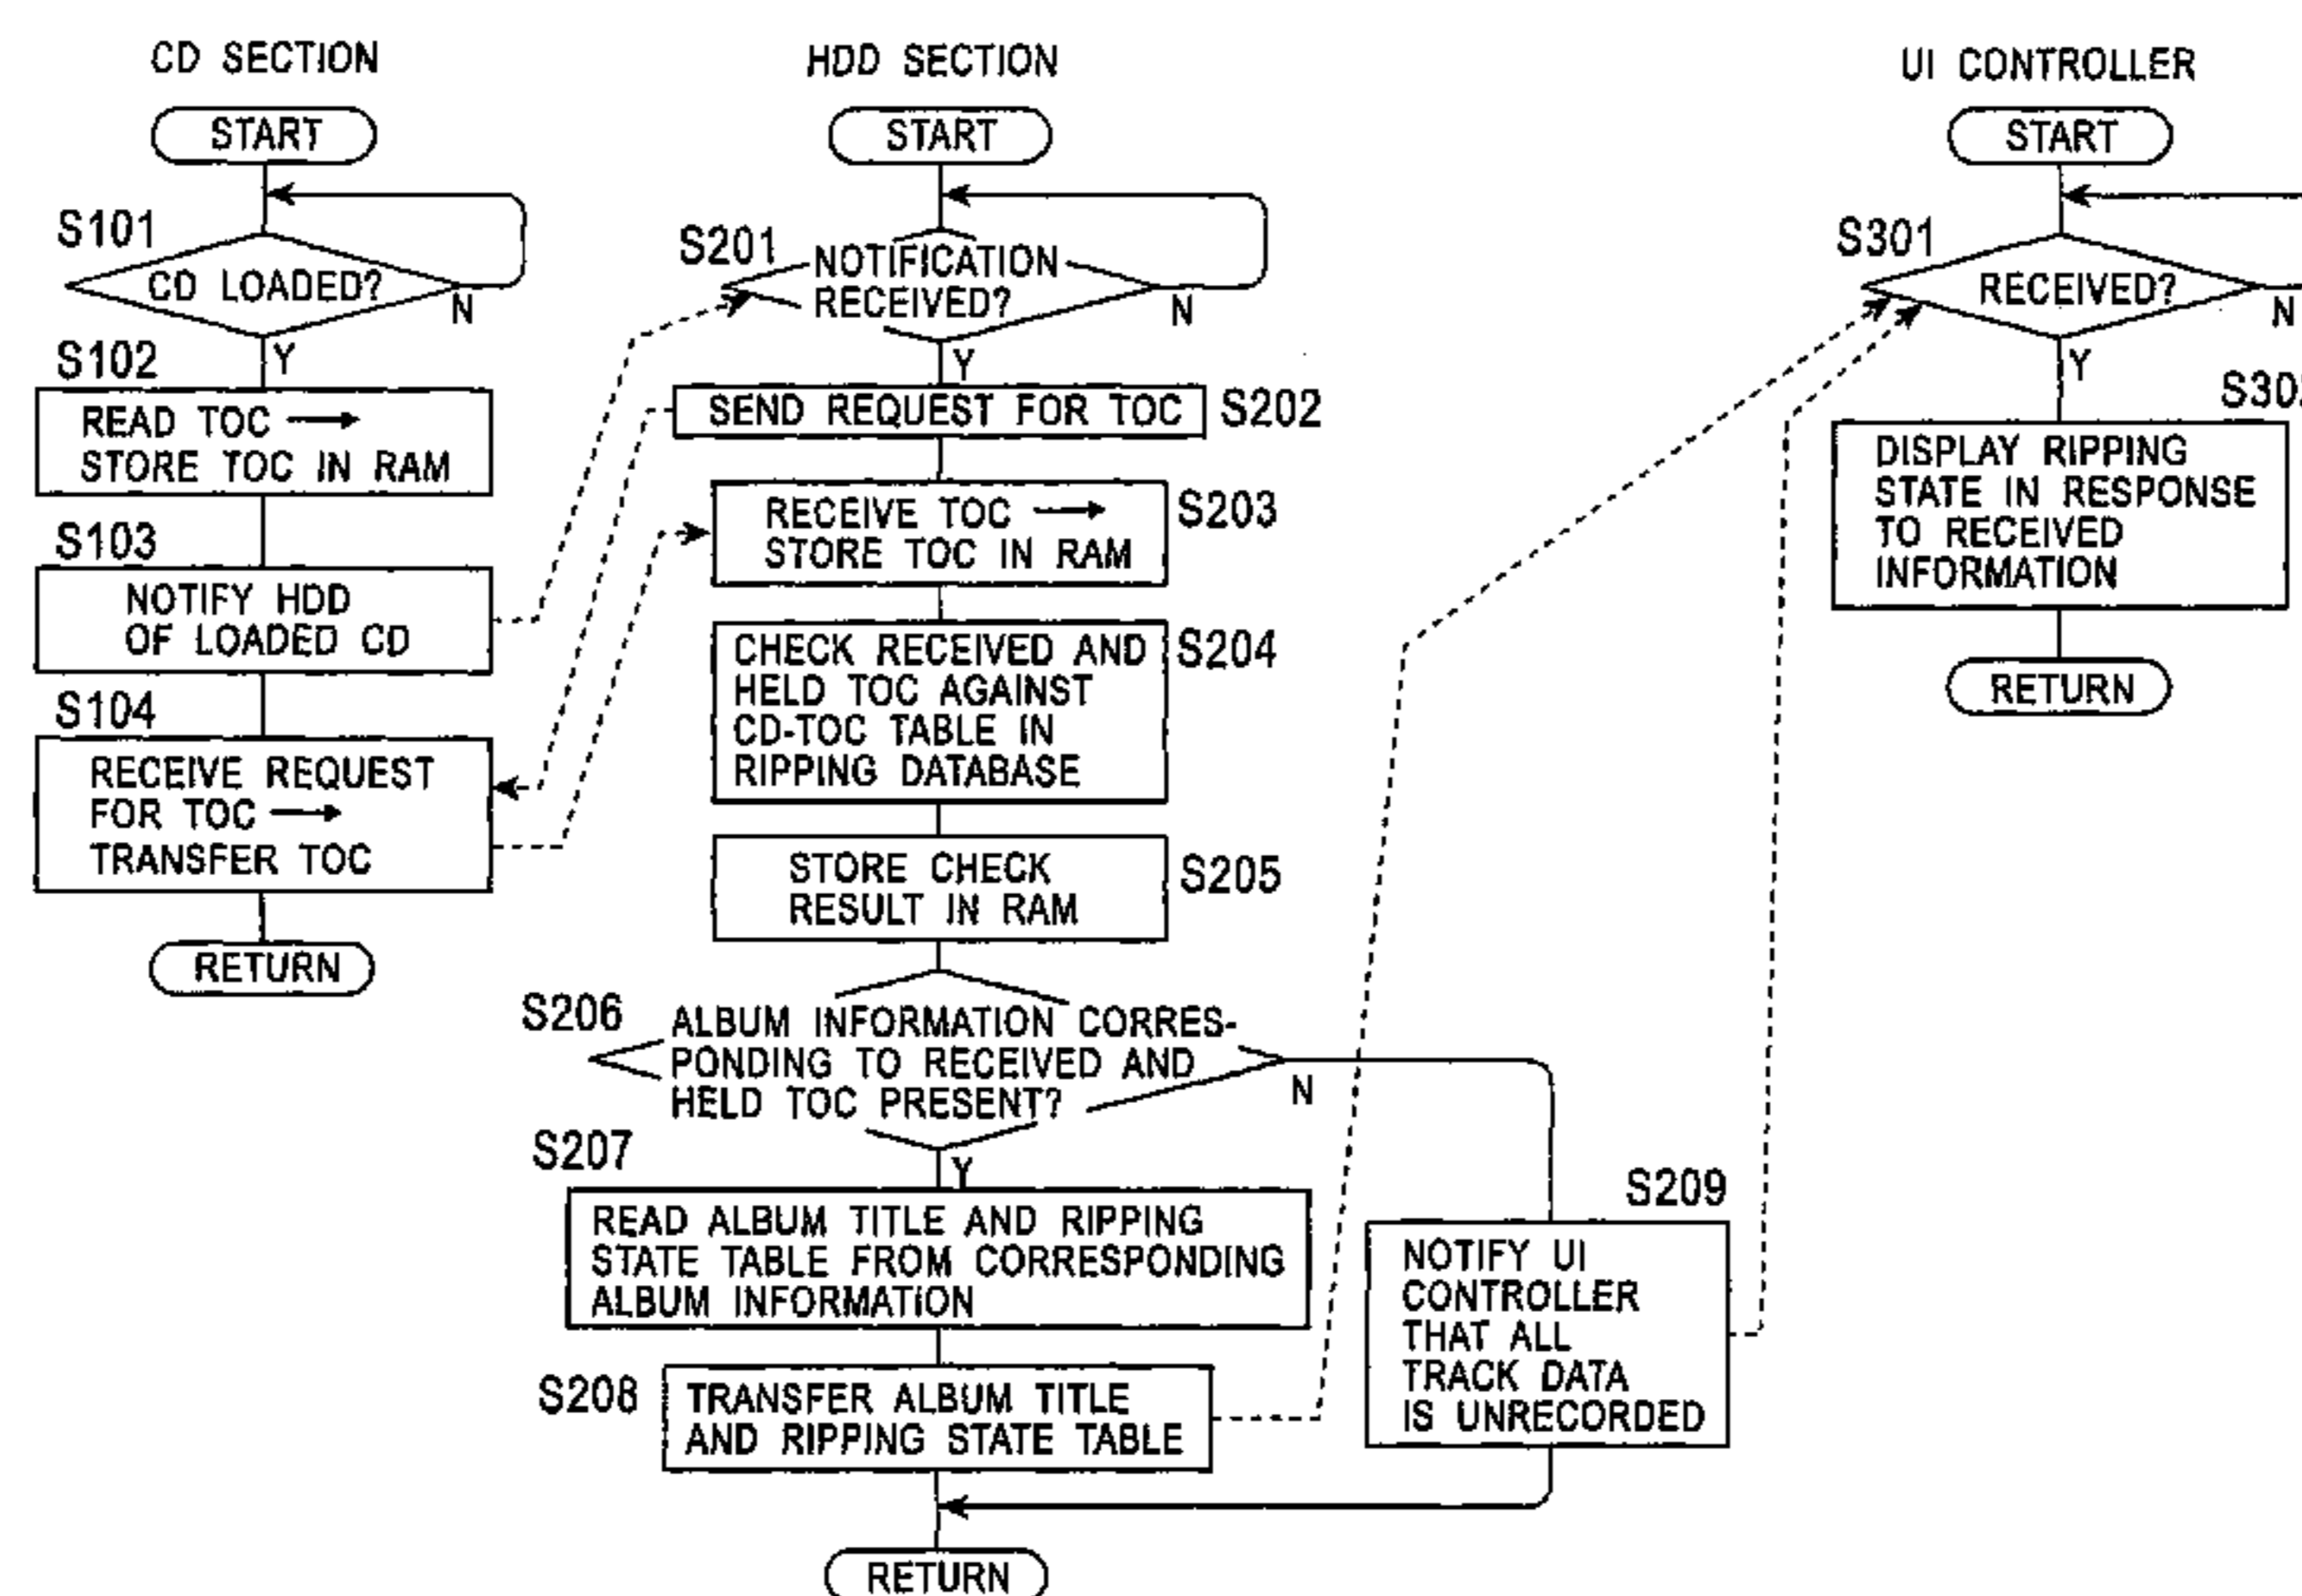 CD SECTION
START
S101
CD LOADED?
N
Y
S102
READ TOC →
STORE TOC IN RAM
S103
NOTIFY HDD
OF LOADED CD
S104
RECEIVE REQUEST
FOR TOC →
TRANSFER TOC
RETURN
HDD SECTION
START
S201
NOTIFICATION
RECEIVED?
N
Y
SEND REQUEST FOR TOC
S202
RECEIVE TOC →
STORE TOC IN RAM
S203
CHECK RECEIVED AND
HELD TOC AGAINST
CD-TOC TABLE IN
RIPPING DATABASE
S204
STORE CHECK
RESULT IN RAM
S205
S206
ALBUM INFORMATION CORRES-
PONDING TO RECEIVED AND
HELD TOC PRESENT?
N
Y
S207
READ ALBUM TITLE AND RIPPING
STATE TABLE FROM CORRESPONDING
ALBUM INFORMATION
S208
TRANSFER ALBUM TITLE
AND RIPPING STATE TABLE
S209
NOTIFY UI
CONTROLLER
THAT ALL
TRACK DATA
IS UNRECORDED
RETURN
UI CONTROLLER
START
S301
RECEIVED?
N
Y
S302
DISPLAY RIPPING
STATE IN RESPONSE
TO RECEIVED
INFORMATION
RETURN